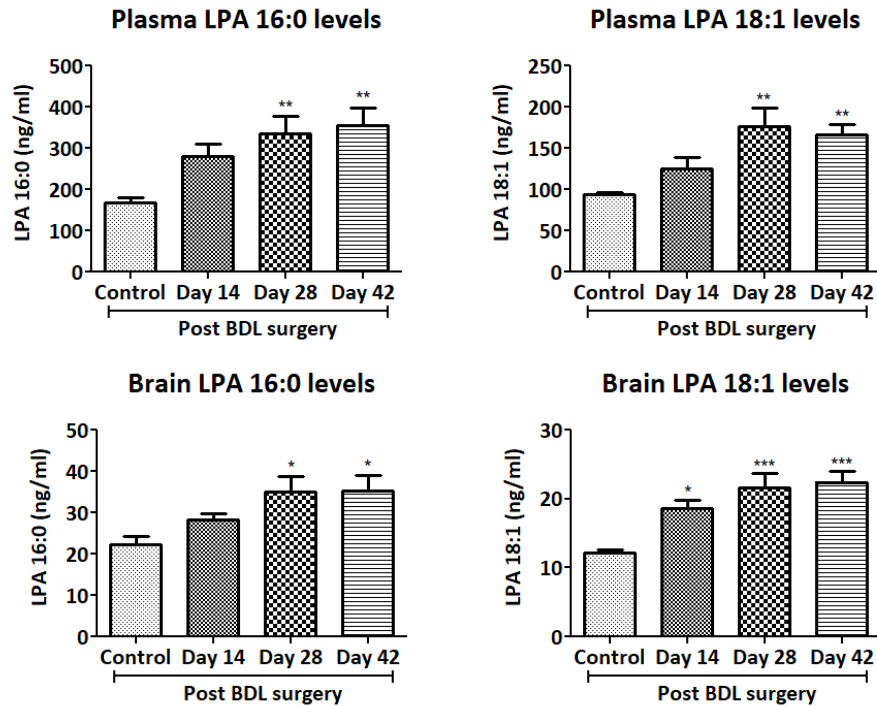 Plasma LPA 16:0 levels
LPA 16:0 (ng/ml)
500
400
300
200
100
0
** **
Control Day 14 Day 28 Day 42
Post BDL surgery
Plasma LPA 18:1 levels
LPA 18:1 (ng/ml)
250
200
150
100
50
0
** **
Control Day 14 Day 28 Day 42
Post BDL surgery
Brain LPA 16:0 levels
LPA 16:0 (ng/ml)
50
40
30
20
10
0
* *
Control Day 14 Day 28 Day 42
Post BDL surgery
Brain LPA 18:1 levels
LPA 18:1 (ng/ml)
30
20
10
0
* *** ***
Control Day 14 Day 28 Day 42
Post BDL surgery